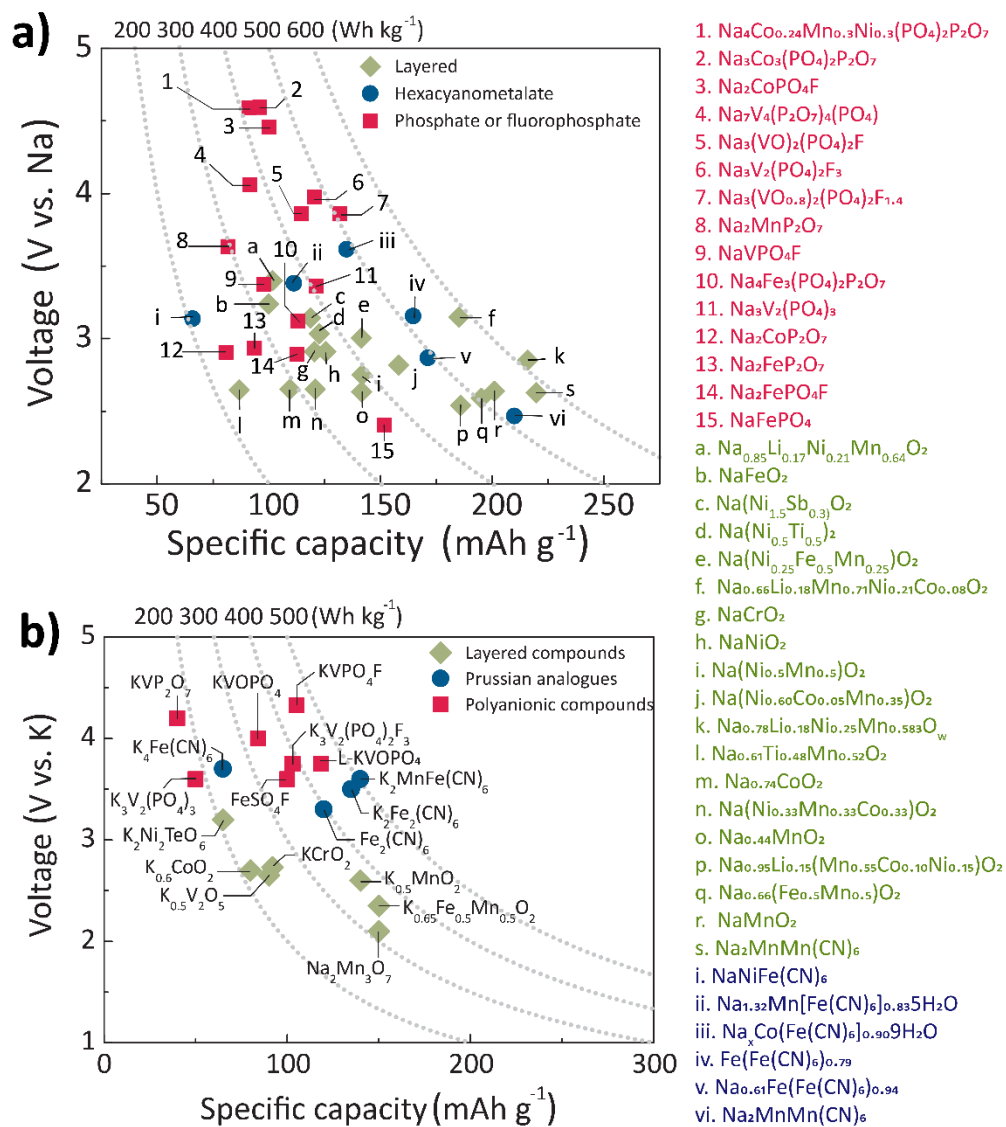 a)
200 300 400 500 600 (Wh kg⁻¹)
Voltage (V vs. Na)
5
4
3
2
Layered
Hexacyanometalate
Phosphate or fluorophosphate
1
2
3
4
5
6
7
8
a
10
ii
iii
9
11
iv
b
c
e
f
i
13
d
12
14
g
h
i
j
v
k
l
m
n
o
15
p
q
r
vi
s
25 50 75 100 125 150 175 200 225 250
Specific capacity (mAh g⁻¹)
b)
200 300 400 500 (Wh kg⁻¹)
Voltage (V vs. K)
5
4
3
2
1
Layered compounds
Prussian analogues
Polyanionic compounds
KVP₂O₇
KVOPO₄
KVPO₄F
K₄Fe(CN)₆
K₃V₂(PO₄)₂F₃
L-KVOPO₄
K₃V₂(PO₄)₃
FeSO₄F
K₂MnFe(CN)₆
K₂Fe₂(CN)₆
K₂Ni₂TeO₆
Fe₂(CN)₆
KCrO₂
K₀.₆CoO₂
K₀.₅V₂O₅
K₀.₅MnO₂
K₀.₆₅Fe₀.₅Mn₀.₅O₂
Na₂Mn₃O₇
0 100 200 300
Specific capacity (mAh g⁻¹)
1. Na₄Co₀.₂₄Mn₀.₃Ni₀.₃(PO₄)₂P₂O₇
2. Na₃Co₃(PO₄)₂P₂O₇
3. Na₂CoPO₄F
4. Na₇V₄(P₂O₇)₄(PO₄)
5. Na₃(VO)₂(PO₄)₂F
6. Na₃V₂(PO₄)₂F₃
7. Na₃(VO₀.₈)₂(PO₄)₂F₁.₄
8. Na₂MnP₂O₇
9. NaVPO₄F
10. Na₄Fe₃(PO₄)₂P₂O₇
11. Na₃V₂(PO₄)₃
12. Na₂CoP₂O₇
13. Na₂FeP₂O₇
14. Na₂FePO₄F
15. NaFePO₄
a. Na₀.₈₅Li₀.₁₇Ni₀.₂₁Mn₀.₆₄O₂
b. NaFeO₂
c. Na(Ni₁.₅Sb₀.₃)O₂
d. Na(Ni₀.₅Ti₀.₅)₂
e. Na(Ni₀.₂₅Fe₀.₅Mn₀.₂₅)O₂
f. Na₀.₆₆Li₀.₁₈Mn₀.₇₁Ni₀.₂₁Co₀.₀₈O₂
g. NaCrO₂
h. NaNiO₂
i. Na(Ni₀.₅Mn₀.₅)O₂
j. Na(Ni₀.₆₀Co₀.₀₅Mn₀.₃₅)O₂
k. Na₀.₇₈Li₀.₁₈Ni₀.₂₅Mn₀.₅₈₃O_w
l. Na₀.₆₁Ti₀.₄₈Mn₀.₅₂O₂
m. Na₀.₇₄CoO₂
n. Na(Ni₀.₃₃Mn₀.₃₃Co₀.₃₃)O₂
o. Na₀.₄₄MnO₂
p. Na₀.₉₅Li₀.₁₅(Mn₀.₅₅Co₀.₁₀Ni₀.₁₅)O₂
q. Na₀.₆₆(Fe₀.₅Mn₀.₅)O₂
r. NaMnO₂
s. Na₂MnMn(CN)₆
i. NaNiFe(CN)₆
ii. Na₁.₃₂Mn[Fe(CN)₆]₀.₈₃5H₂O
iii. NaₓCo(Fe(CN)₆]₀.₉₀9H₂O
iv. Fe(Fe(CN)₆)₀.₇₉
v. Na₀.₆₁Fe(Fe(CN)₆)₀.₉₄
vi. Na₂MnMn(CN)₆